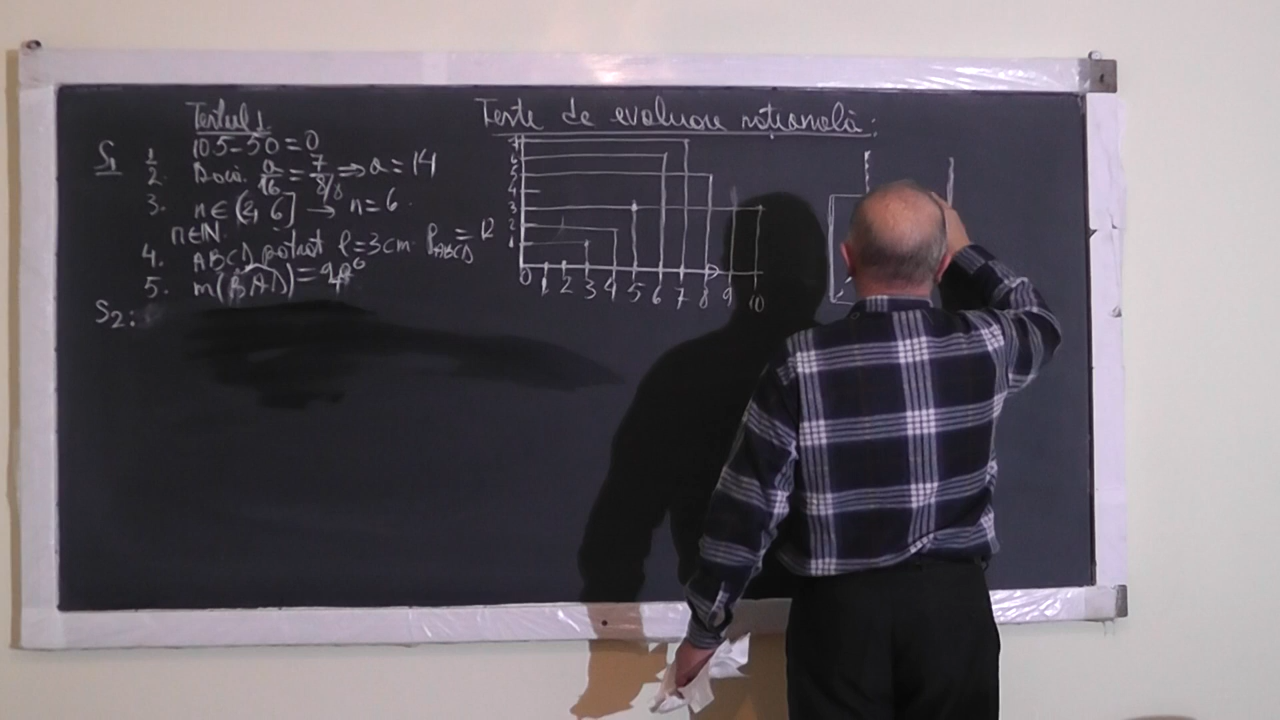 Testul 1.
Teste de evaluare națională:
S1 1 105-50=0
2. Dacă a/16 = 7/8 ⇒ a=14
3. n∈(2, 6] → n=6
n∈N.
4. ABCD pătrat l=3cm P_ABCD = 12
5. m(BAD)=90°
S2:
7
6
5
4
3
2
1
0 1 2 3 4 5 6 7 8 9 10